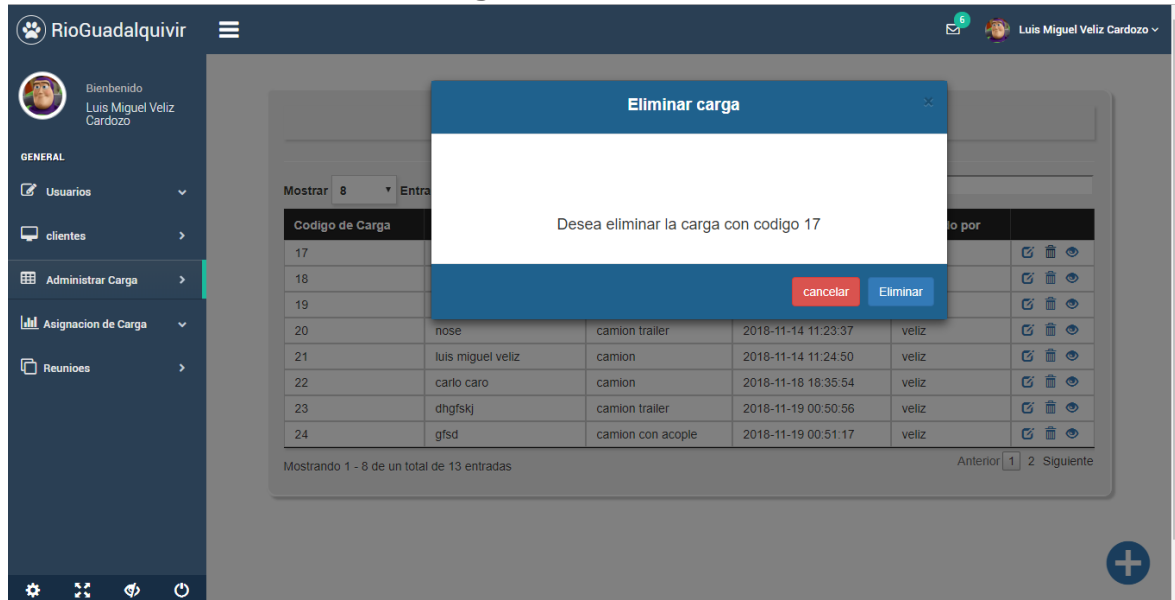 RioGuadalquivir
6
Luis Miguel Veliz Cardozo
Bienbenido
Luis Miguel Veliz
Cardozo
GENERAL
Usuarios
clientes
Administrar Carga
Asignacion de Carga
Reunioes
Eliminar carga
×
Desea eliminar la carga con codigo 17
cancelar Eliminar
Mostrar 8 Entra
Codigo de Carga lo por
17
18
19
20 nose camion trailer 2018-11-14 11:23:37 veliz
21 luis miguel veliz camion 2018-11-14 11:24:50 veliz
22 carlo caro camion 2018-11-18 18:35:54 veliz
23 dhgfskj camion trailer 2018-11-19 00:50:56 veliz
24 gfsd camion con acople 2018-11-19 00:51:17 veliz
Mostrando 1 - 8 de un total de 13 entradas
Anterior 1 2 Siguiente